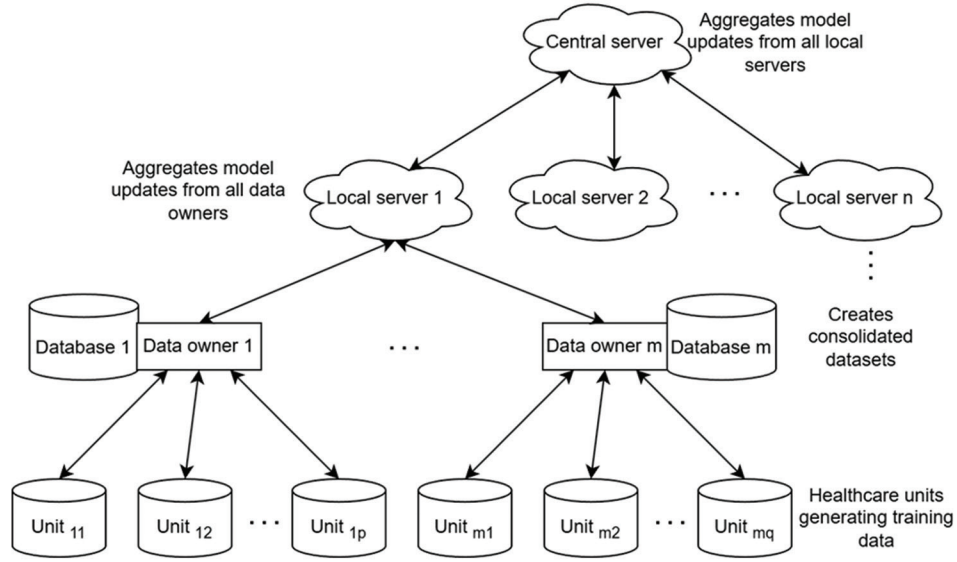 Central server
Aggregates model
updates from all local
servers
Aggregates model
updates from all data
owners
Local server 1
Local server 2
. . .
Local server n
Database 1
Data owner 1
. . .
Data owner m
Database m
Creates
consolidated
datasets
Unit 11
Unit 12
. . .
Unit 1p
Unit m1
Unit m2
. . .
Unit mq
Healthcare units
generating training
data